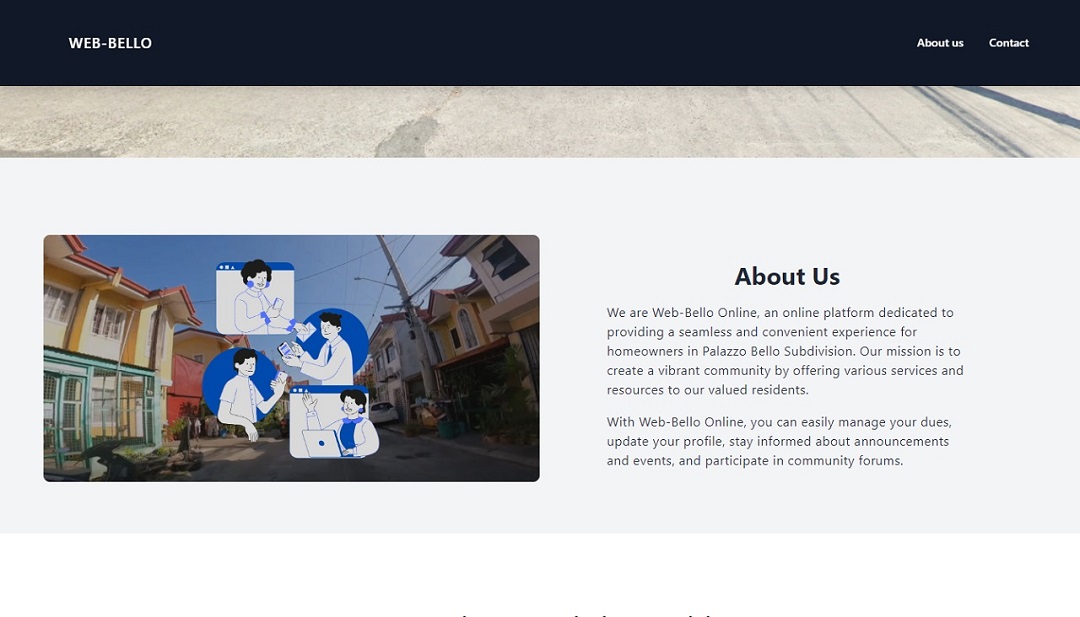 WEB-BELLO
About us
Contact
About Us
We are Web-Bello Online, an online platform dedicated to
providing a seamless and convenient experience for
homeowners in Palazzo Bello Subdivision. Our mission is to
create a vibrant community by offering various services and
resources to our valued residents.
With Web-Bello Online, you can easily manage your dues,
update your profile, stay informed about announcements
and events, and participate in community forums.